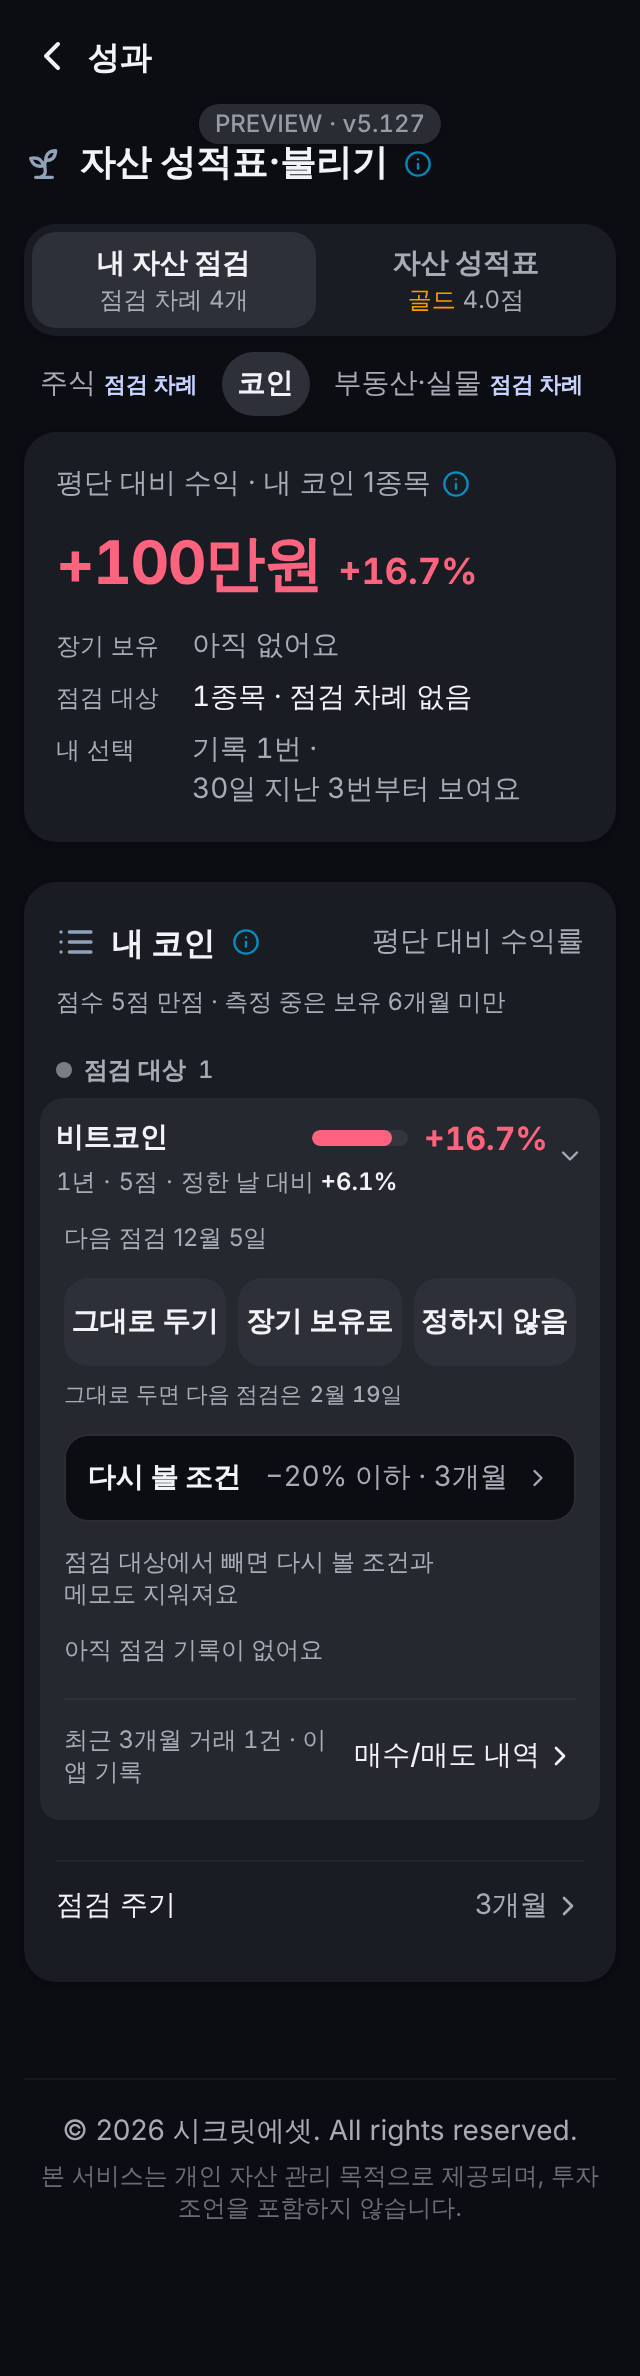 성과
PREVIEW · v5.127
자산 성적표·불리기
내 자산 점검
점검 차례 4개
자산 성적표
골드 4.0점
주식 점검 차례
코인
부동산·실물 점검 차례
평단 대비 수익 · 내 코인 1종목
+100만원 +16.7%
장기 보유 아직 없어요
점검 대상 1종목 · 점검 차례 없음
내 선택 기록 1번 ·
30일 지난 3번부터 보여요
내 코인 평단 대비 수익률
점수 5점 만점 · 측정 중은 보유 6개월 미만
점검 대상 1
비트코인 +16.7%
1년 · 5점 · 정한 날 대비 +6.1%
다음 점검 12월 5일
그대로 두기
장기 보유로
정하지 않음
그대로 두면 다음 점검은 2월 19일
다시 볼 조건 −20% 이하 · 3개월
점검 대상에서 빼면 다시 볼 조건과
메모도 지워져요
아직 점검 기록이 없어요
최근 3개월 거래 1건 · 이
앱 기록
매수/매도 내역
점검 주기 3개월
© 2026 시크릿에셋. All rights reserved.
본 서비스는 개인 자산 관리 목적으로 제공되며, 투자
조언을 포함하지 않습니다.